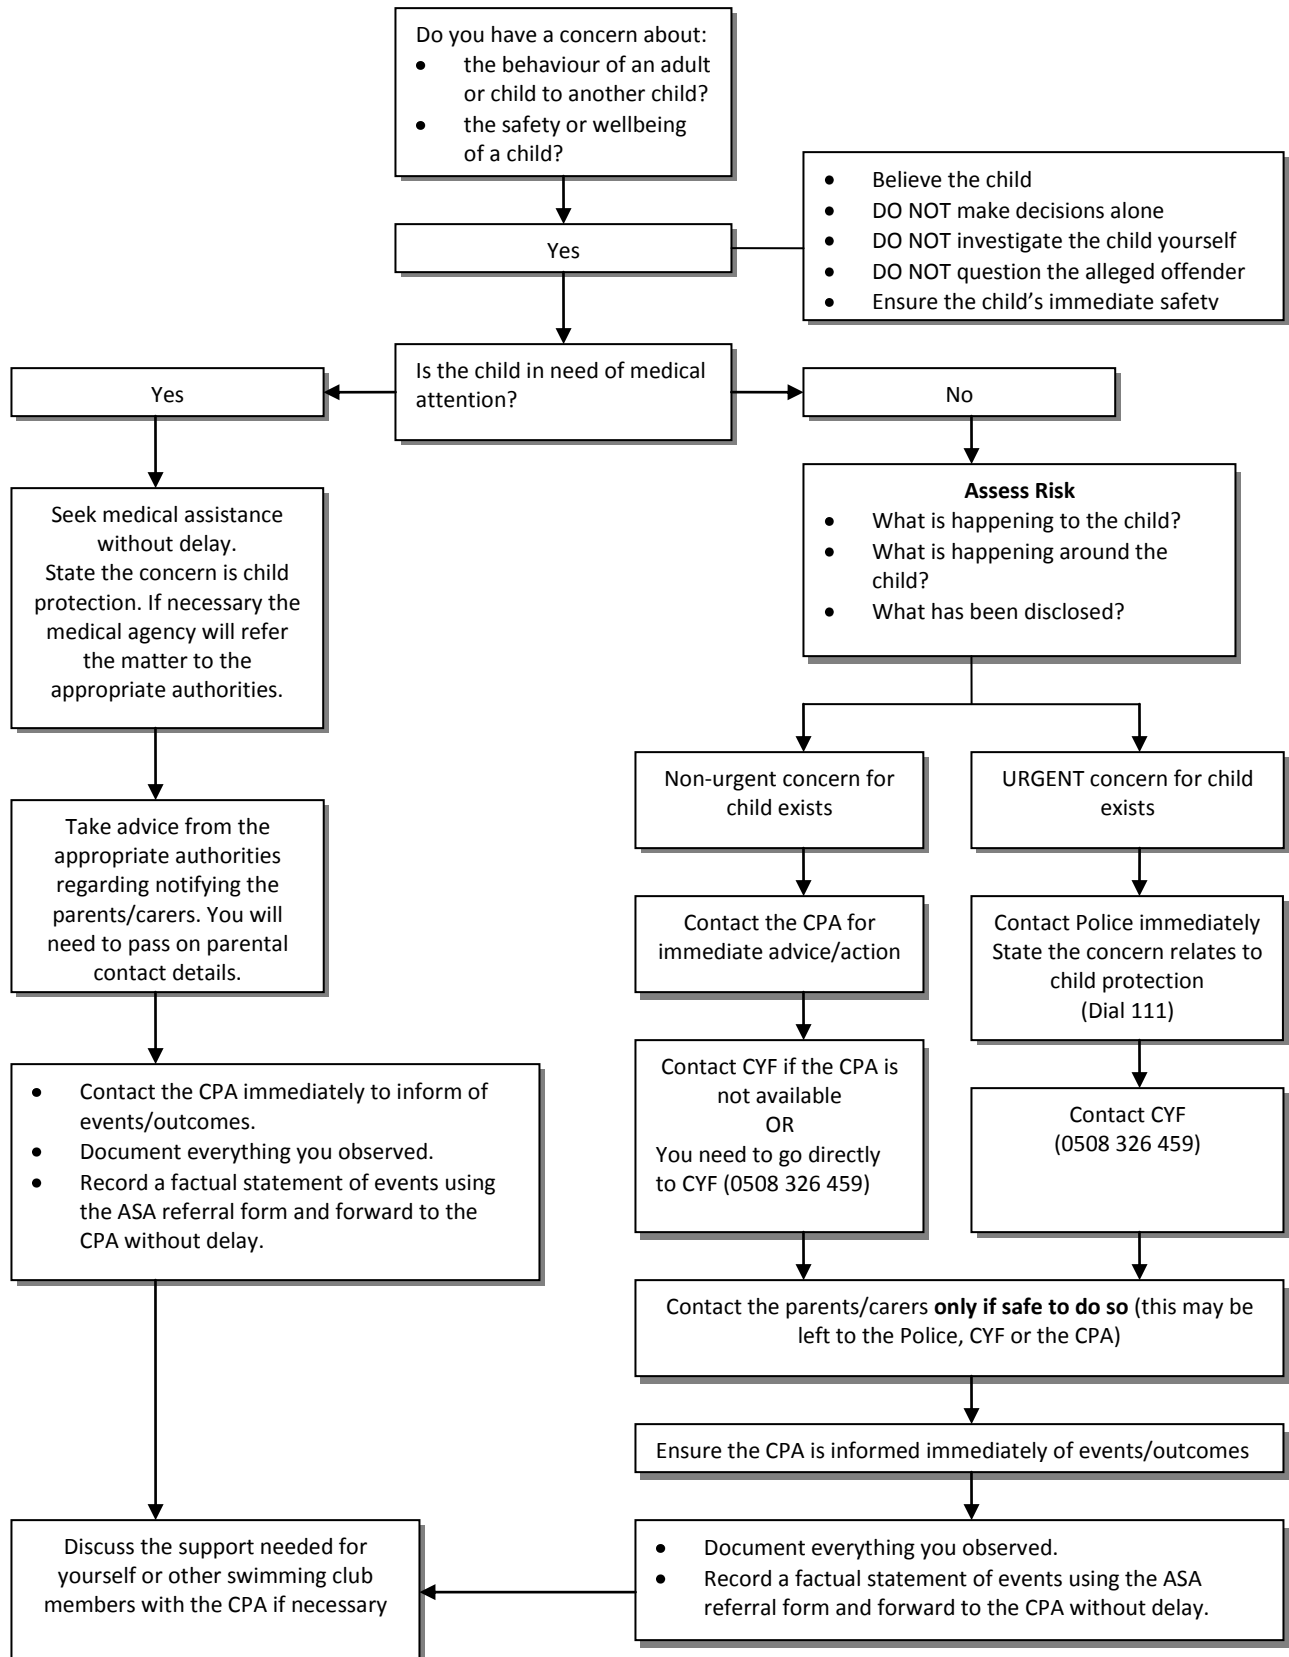 Do you have a concern about:
• the behaviour of an adult
or child to another child?
• the safety or wellbeing
of a child?
• Believe the child
• DO NOT make decisions alone
• DO NOT investigate the child yourself
• DO NOT question the alleged offender
• Ensure the child's immediate safety
Yes
Is the child in need of medical
attention?
Yes
No
Seek medical assistance
without delay.
State the concern is child
protection. If necessary the
medical agency will refer
the matter to the
appropriate authorities.
Assess Risk
• What is happening to the child?
• What is happening around the
child?
• What has been disclosed?
Take advice from the
appropriate authorities
regarding notifying the
parents/carers. You will
need to pass on parental
contact details.
Non-urgent concern for
child exists
URGENT concern for child
exists
Contact the CPA for
immediate advice/action
Contact Police immediately
State the concern relates to
child protection
(Dial 111)
• Contact the CPA immediately to inform of
events/outcomes.
• Document everything you observed.
• Record a factual statement of events using
the ASA referral form and forward to the
CPA without delay.
Contact CYF if the CPA is
not available
OR
You need to go directly
to CYF (0508 326 459)
Contact CYF
(0508 326 459)
Contact the parents/carers only if safe to do so (this may be
left to the Police, CYF or the CPA)
Ensure the CPA is informed immediately of events/outcomes
• Document everything you observed.
• Record a factual statement of events using the ASA
referral form and forward to the CPA without delay.
Discuss the support needed for
yourself or other swimming club
members with the CPA if necessary